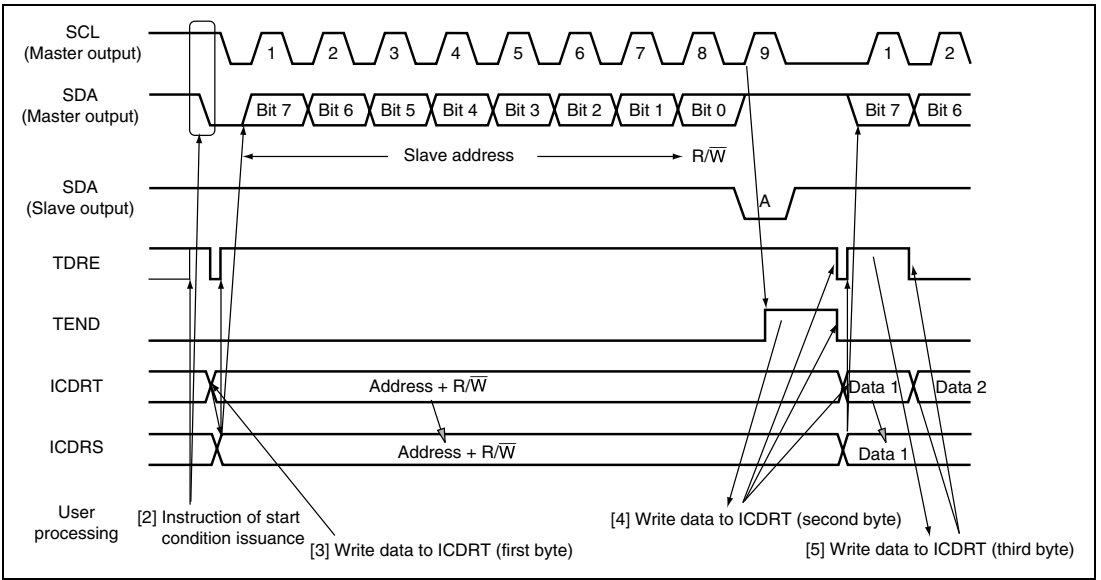 SCL
(Master output)
1 2 3 4 5 6 7 8 9 1 2
SDA
(Master output)
Bit 7 Bit 6 Bit 5 Bit 4 Bit 3 Bit 2 Bit 1 Bit 0 Bit 7 Bit 6
Slave address R/W̅
SDA
(Slave output)
A
TDRE
TEND
ICDRT
Address + R/W̅ Data 1 Data 2
ICDRS
Address + R/W̅ Data 1
User
processing
[2] Instruction of start
condition issuance
[3] Write data to ICDRT (first byte)
[4] Write data to ICDRT (second byte)
[5] Write data to ICDRT (third byte)